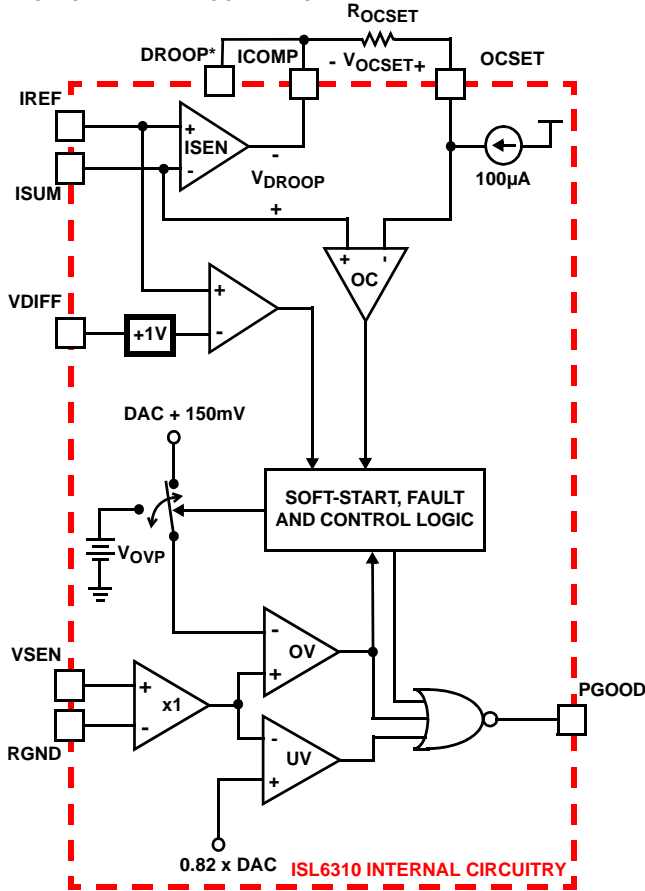 ROCSET
DROOP* ICOMP - VOCSET+ OCSET
IREF
+
ISEN
-
-
ISUM
VDROOP
+
100µA
+ -
OC
VDIFF
+
+1V
-
DAC + 150mV
SOFT-START, FAULT
AND CONTROL LOGIC
VOVP
VSEN
-
OV
+
+
x1
-
PGOOD
RGND
-
UV
+
0.82 x DAC
ISL6310 INTERNAL CIRCUITRY